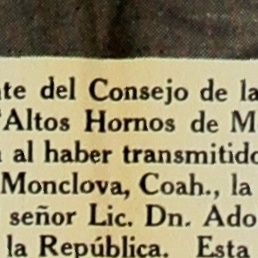 nte del Consejo de la
"Altos Hornos de M
n al haber transmitido
Monclova, Coah., la
señor Lic. Dn. Ado
la República. Esta